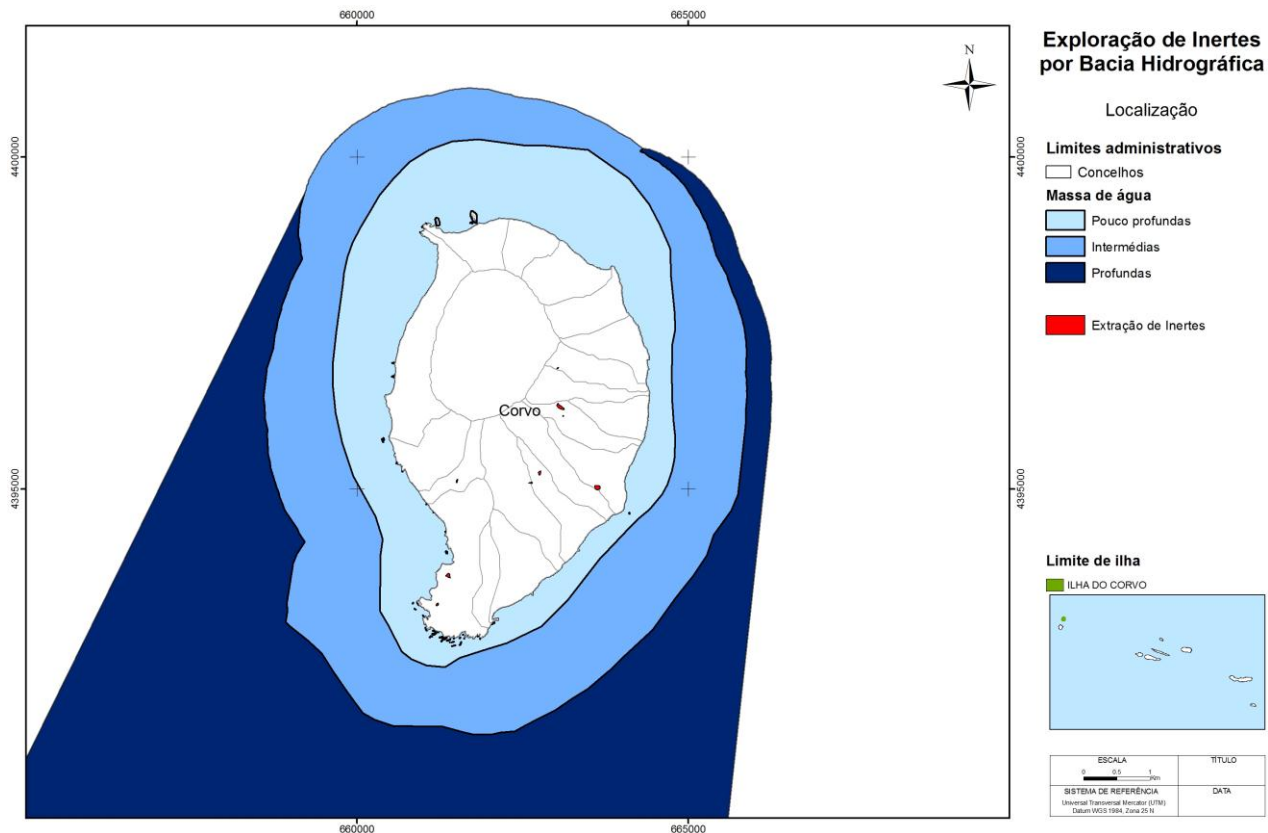 660000
665000
4400000
4400000
4395000
4395000
660000
665000
N
Corvo
Exploração de Inertes
por Bacia Hidrográfica
Localização
Limites administrativos
Concelhos
Massa de água
Pouco profundas
Intermédias
Profundas
Extração de Inertes
Limite de ilha
ILHA DO CORVO
ESCALA
TÍTULO
0 0.5 1
Km
SISTEMA DE REFERÊNCIA
DATA
Universal Transversal Mercator (UTM)
Datum WGS 1984, Zona 25 N